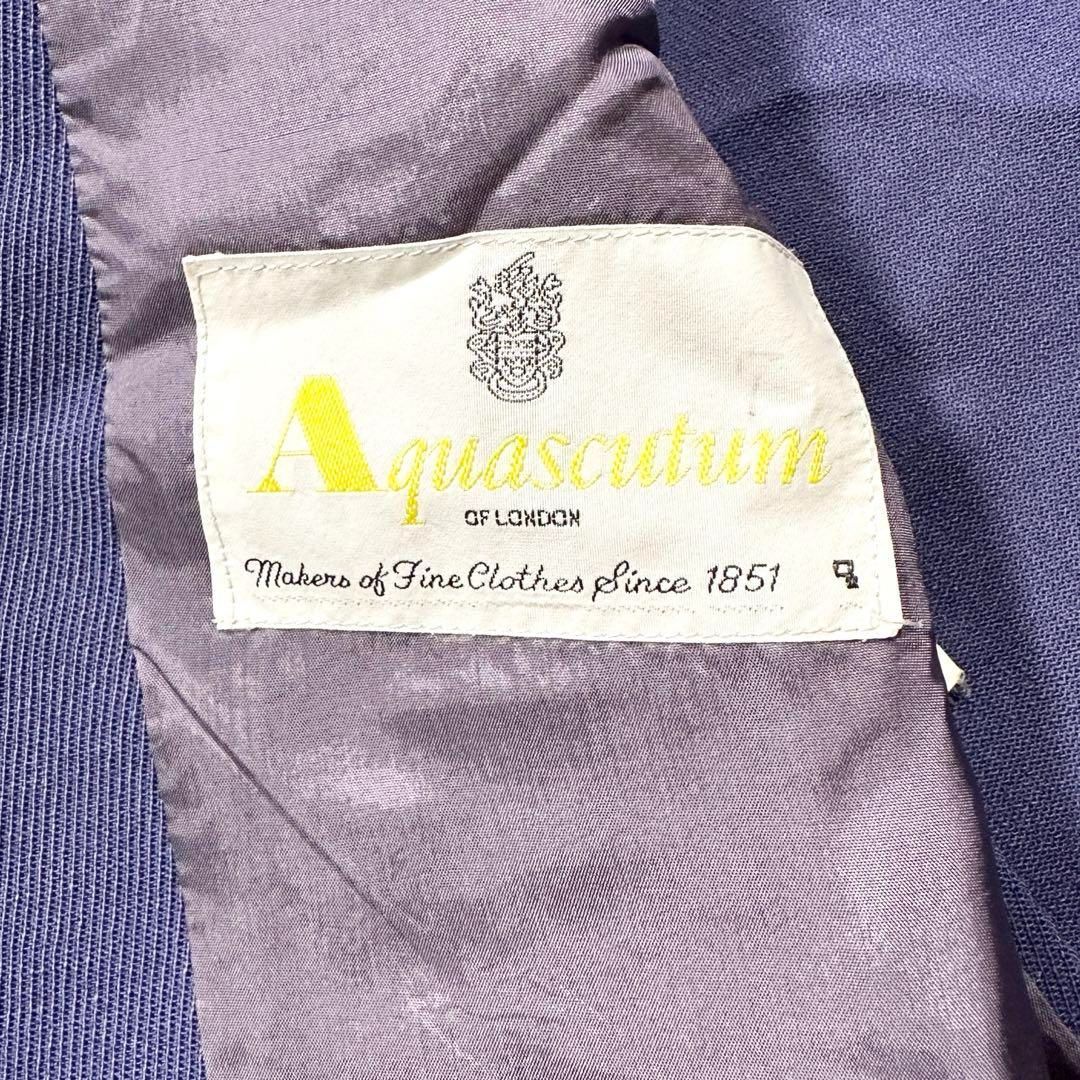 Aquascutum
OF LONDON
Makers of Fine Clothes Since 1851